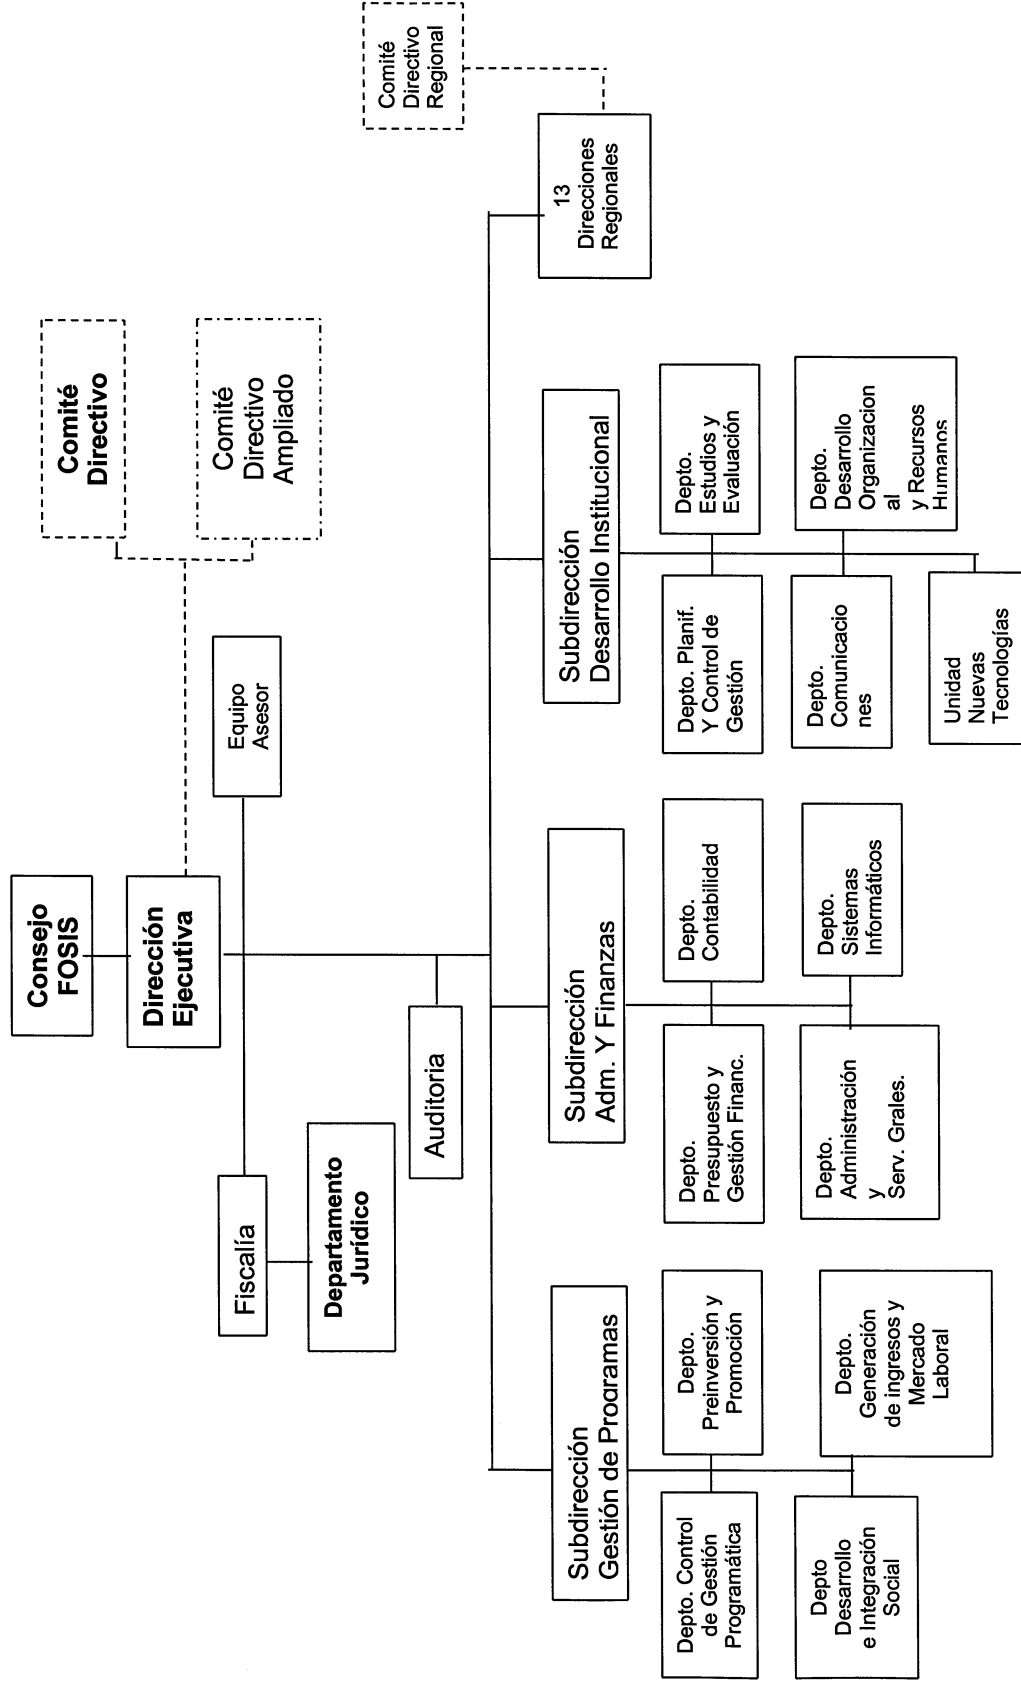 Consejo
FOSIS
Dirección
Ejecutiva
Comité
Directivo
Comité
Directivo
Ampliado
Fiscalía
Equipo
Asesor
Departamento
Jurídico
Auditoria
Comité
Directivo
Regional
13
Direcciones
Regionales
Subdirección
Gestión de Programas
Depto. Control
de Gestión
Programática
Depto.
Preinversión y
Promoción
Depto
Desarrollo
e Integración
Social
Depto.
Generación
de ingresos y
Mercado
Laboral
Subdirección
Adm. Y Finanzas
Depto.
Presupuesto y
Gestión Financ.
Depto.
Contabilidad
Depto.
Administración
y
Serv. Grales.
Depto.
Sistemas
Informáticos
Subdirección
Desarrollo Institucional
Depto. Planif.
Y Control de
Gestión
Depto.
Estudios y
Evaluación
Depto.
Comunicacio
nes
Depto.
Desarrollo
Organizacion
al
y Recursos
Humanos
Unidad
Nuevas
Tecnologías